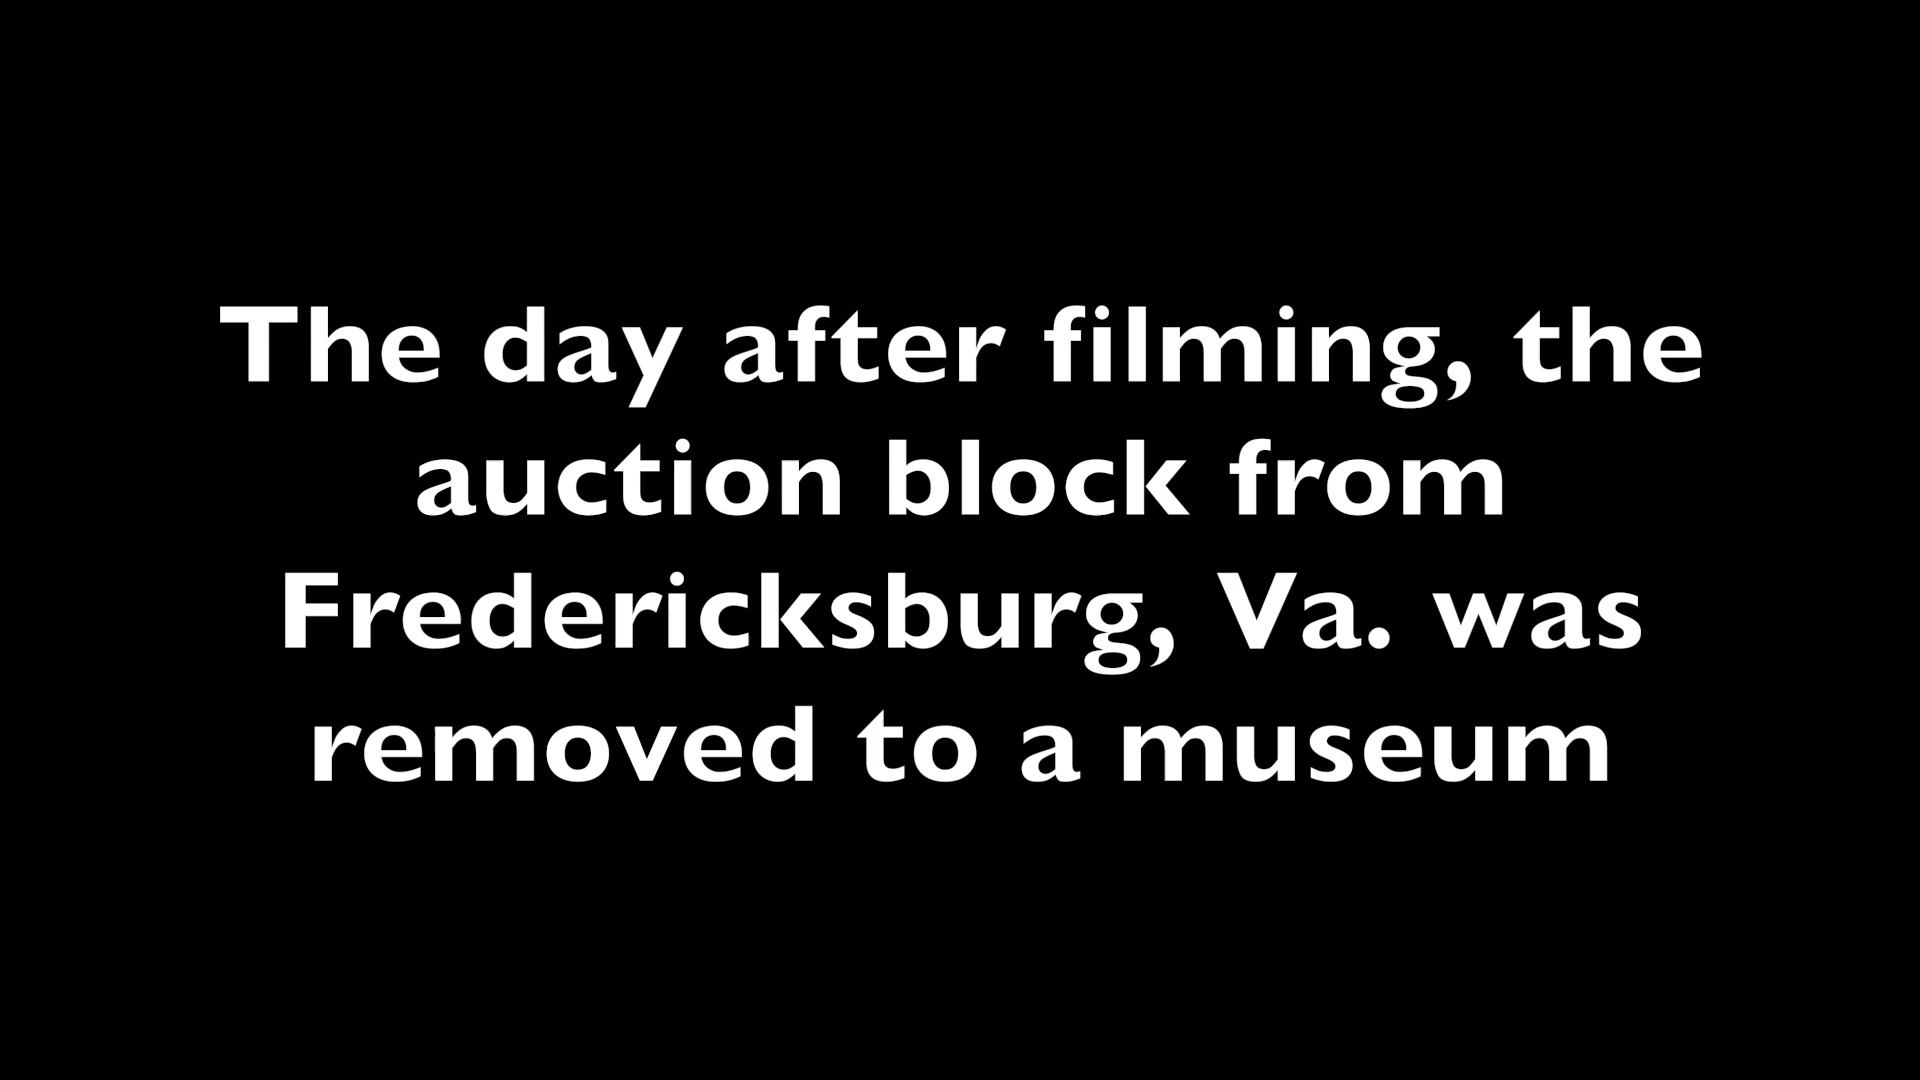 The day after filming, the
auction block from
Fredericksburg, Va. was
removed to a museum